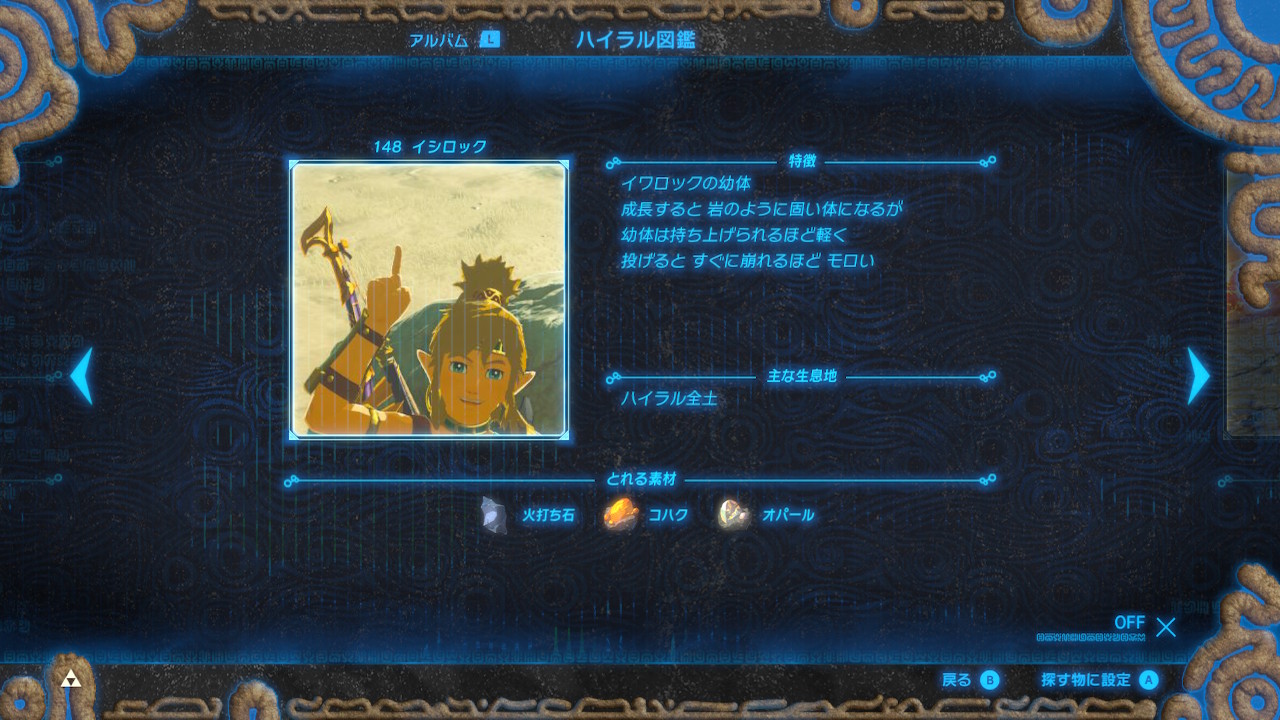 アルバム L
ハイラル図鑑
148 イシロック
特徴
イワロックの幼体
成長すると 岩のように固い体になるが
幼体は持ち上げられるほど軽く
投げると すぐに崩れるほど モロい
主な生息地
ハイラル全土
とれる素材
火打ち石 コハク オパール
OFF
戻る B 探す物に設定 A